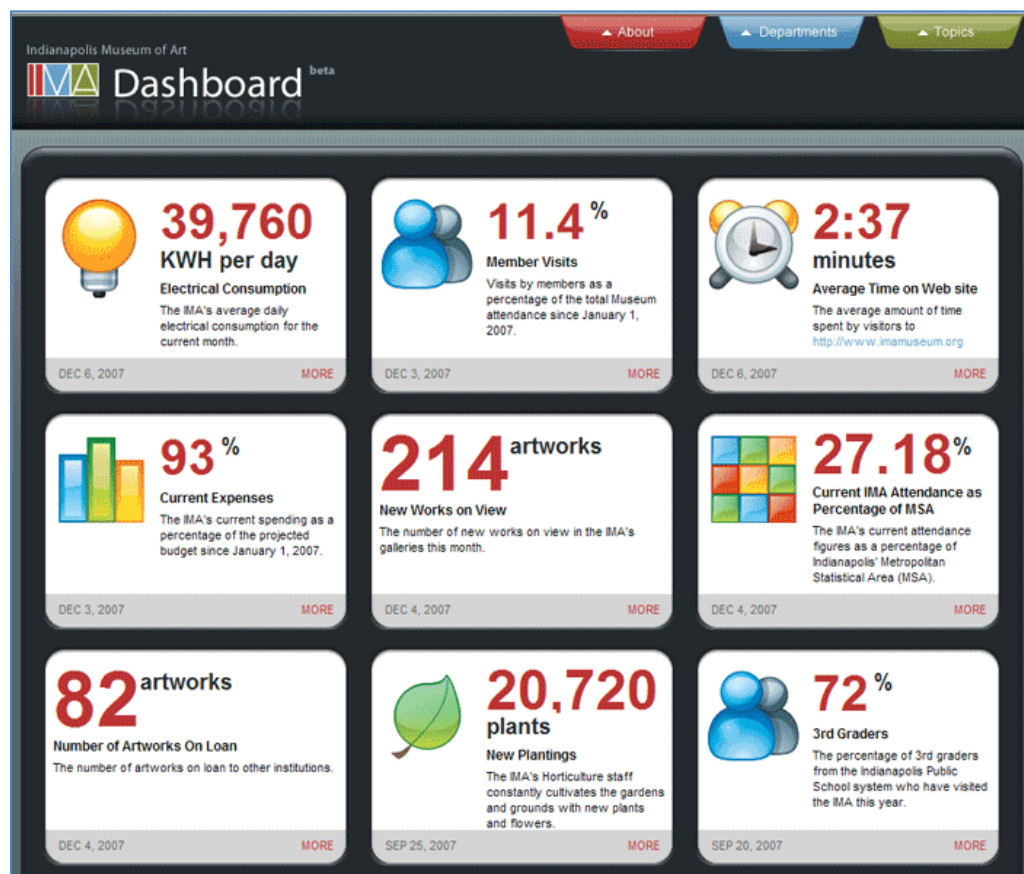 About
Departments
Topics
Indianapolis Museum of Art
IMA Dashboard beta
39,760
KWH per day
Electrical Consumption
The IMA's average daily
electrical consumption for the
current month.
DEC 6, 2007 MORE
11.4 %
Member Visits
Visits by members as a
percentage of the total Museum
attendance since January 1,
2007.
DEC 3, 2007 MORE
2:37
minutes
Average Time on Web site
The average amount of time
spent by visitors to
http://www.imamuseum.org
DEC 6, 2007 MORE
93 %
Current Expenses
The IMA's current spending as a
percentage of the projected
budget since January 1, 2007.
DEC 3, 2007 MORE
214 artworks
New Works on View
The number of new works on view in the IMA's
galleries this month.
DEC 4, 2007 MORE
27.18%
Current IMA Attendance as
Percentage of MSA
The IMA's current attendance
figures as a percentage of
Indianapolis' Metropolitan
Statistical Area (MSA).
DEC 4, 2007 MORE
82 artworks
Number of Artworks On Loan
The number of artworks on loan to other institutions.
DEC 4, 2007 MORE
20,720
plants
New Plantings
The IMA's Horticulture staff
constantly cultivates the gardens
and grounds with new plants
and flowers.
SEP 25, 2007 MORE
72 %
3rd Graders
The percentage of 3rd graders
from the Indianapolis Public
School system who have visited
the IMA this year.
SEP 20, 2007 MORE